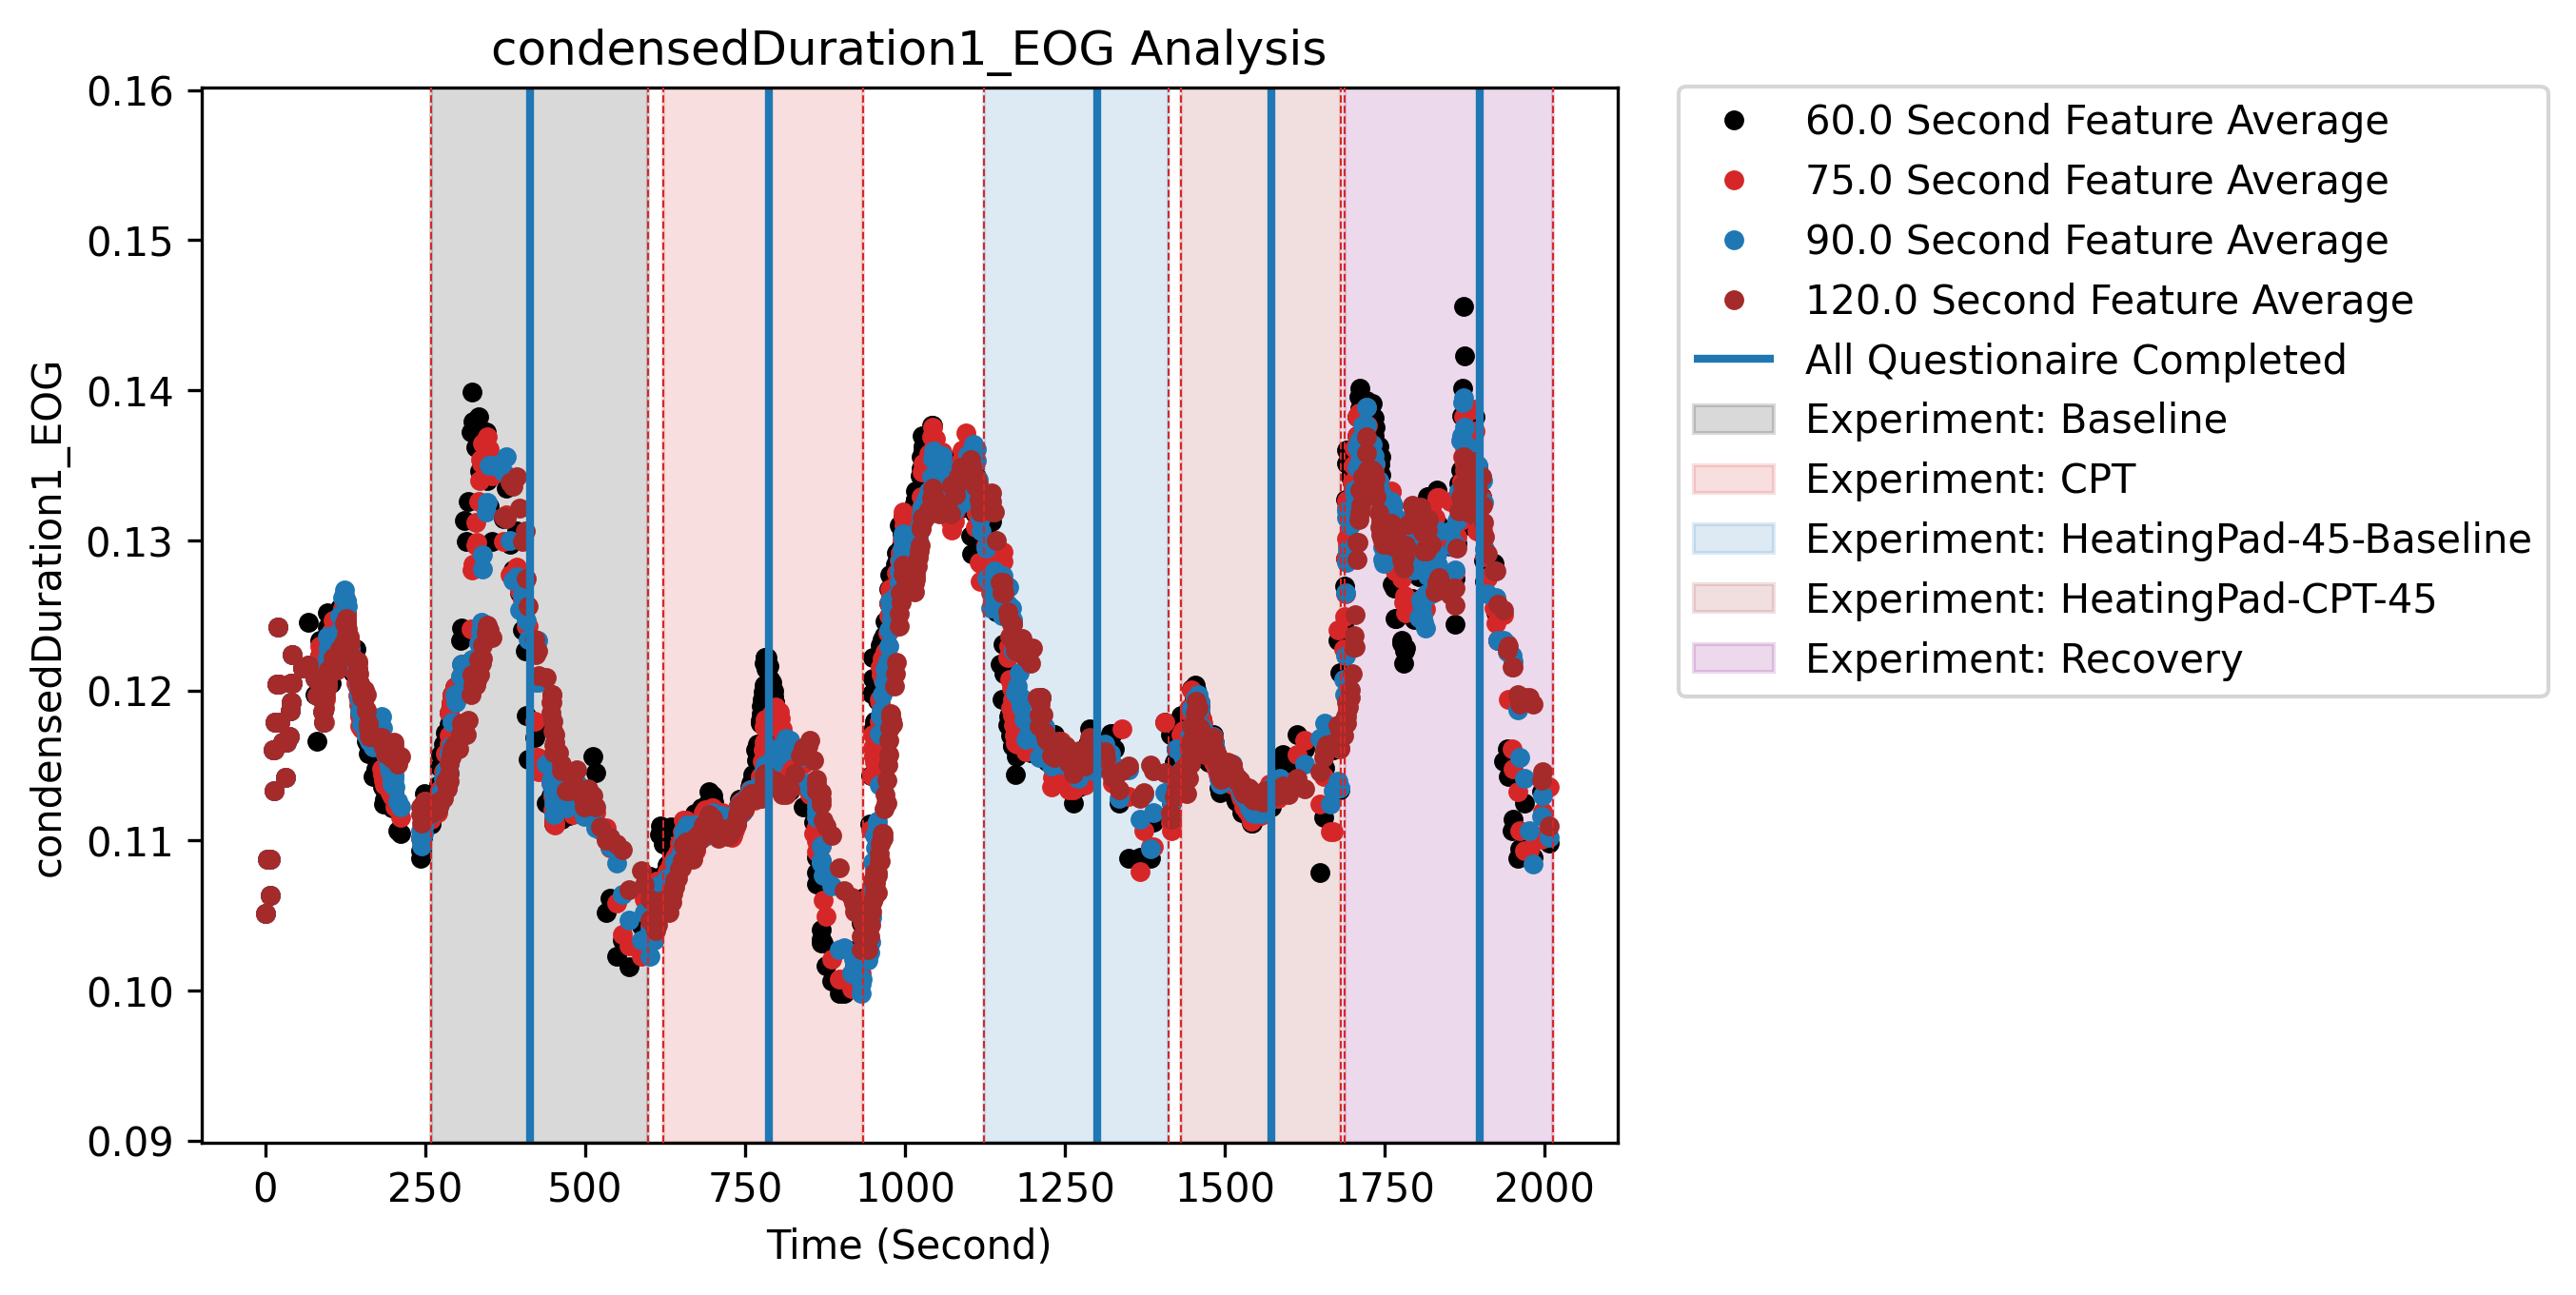 condensedDuration1_EOG Analysis
0.16
0.15
0.14
0.13
0.12
0.11
0.10
0.09
condensedDuration1_EOG
0 250 500 750 1000 1250 1500 1750 2000
Time (Second)
60.0 Second Feature Average
75.0 Second Feature Average
90.0 Second Feature Average
120.0 Second Feature Average
All Questionaire Completed
Experiment: Baseline
Experiment: CPT
Experiment: HeatingPad-45-Baseline
Experiment: HeatingPad-CPT-45
Experiment: Recovery